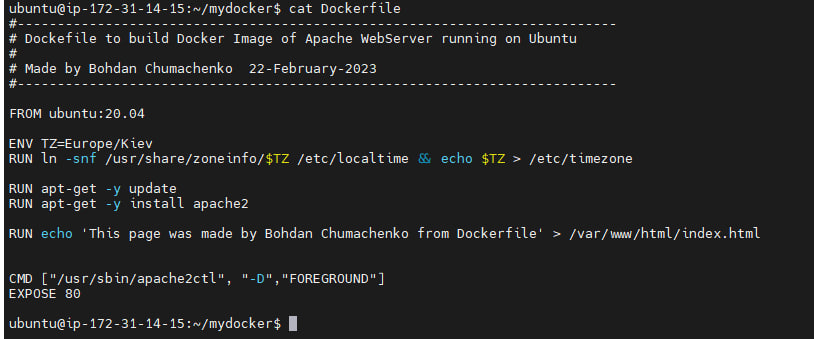 ubuntu@ip-172-31-14-15:~/mydocker$ cat Dockerfile
#---------------------------------------------------------------------------
# Dockefile to build Docker Image of Apache WebServer running on Ubuntu
#
# Made by Bohdan Chumachenko  22-February-2023
#---------------------------------------------------------------------------
FROM ubuntu:20.04
ENV TZ=Europe/Kiev
RUN ln -snf /usr/share/zoneinfo/$TZ /etc/localtime && echo $TZ > /etc/timezone
RUN apt-get -y update
RUN apt-get -y install apache2
RUN echo 'This page was made by Bohdan Chumachenko from Dockerfile' > /var/www/html/index.html
CMD ["/usr/sbin/apache2ctl", "-D","FOREGROUND"]
EXPOSE 80
ubuntu@ip-172-31-14-15:~/mydocker$